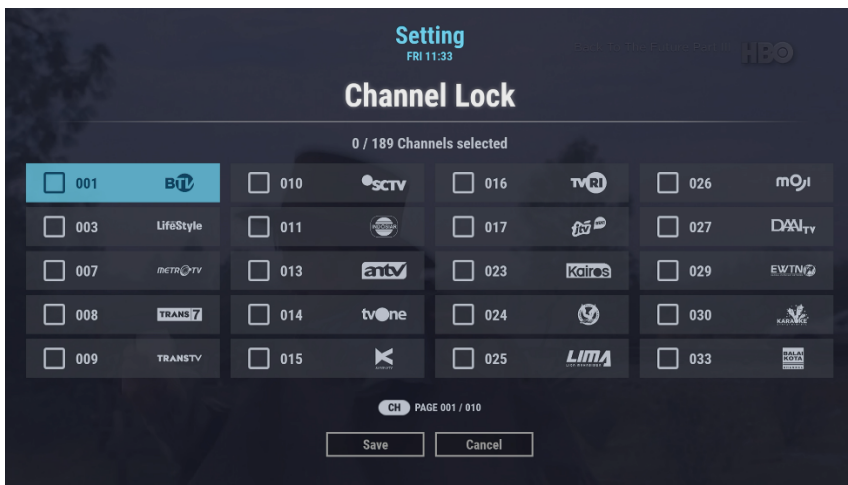 Setting
FRI 11:33
HBO
Channel Lock
0 / 189 Channels selected
001 BTV
010 SCTV
016 TVRI
026 moji
003 LifeStyle
011 INDOSIAR
017 jtv
027 DAAI TV
007 METROTV
013 antv
023 Kairos
029 EWTN
008 TRANS 7
014 tvOne
024
030 KARAOKE
009 TRANSTV
015
025 LIMA
033 BALAI KOTA
CH PAGE 001 / 010
Save Cancel